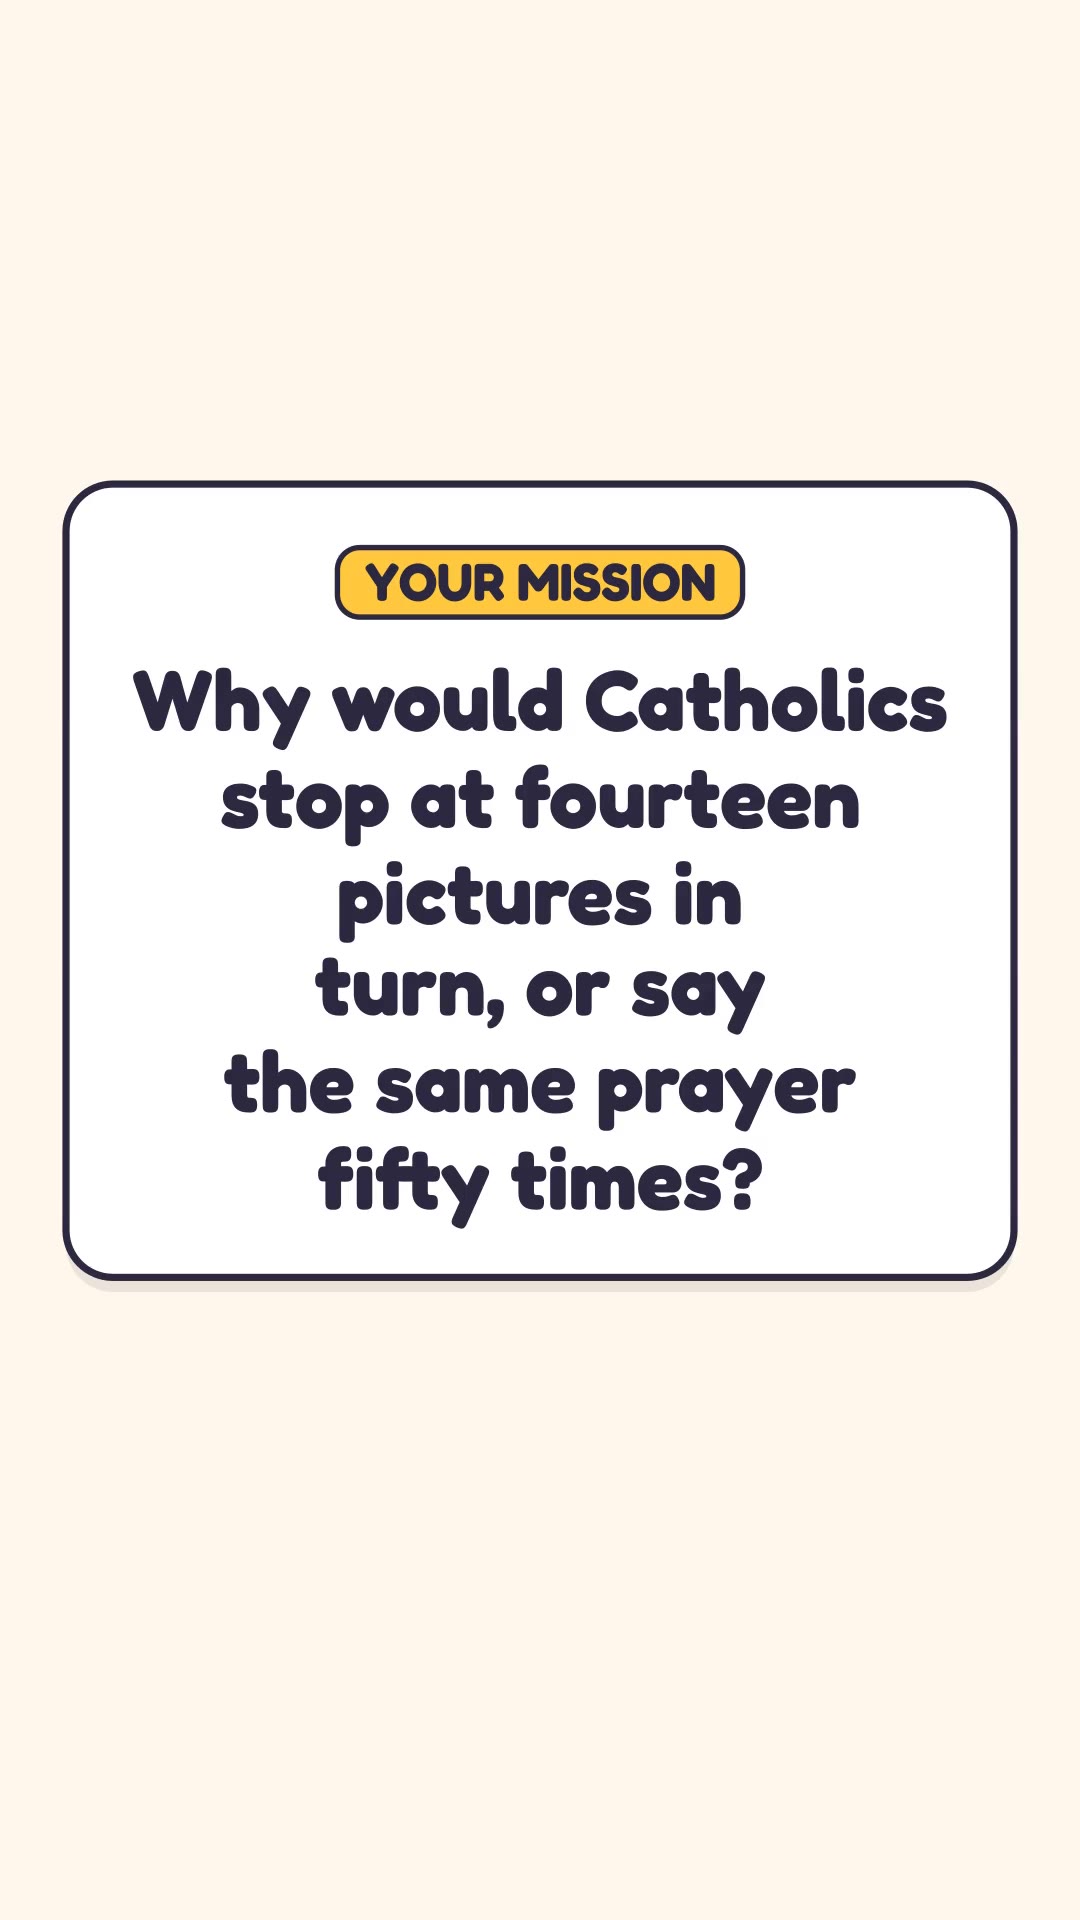 YOUR MISSION
Why would Catholics
stop at fourteen
pictures in
turn, or say
the same prayer
fifty times?